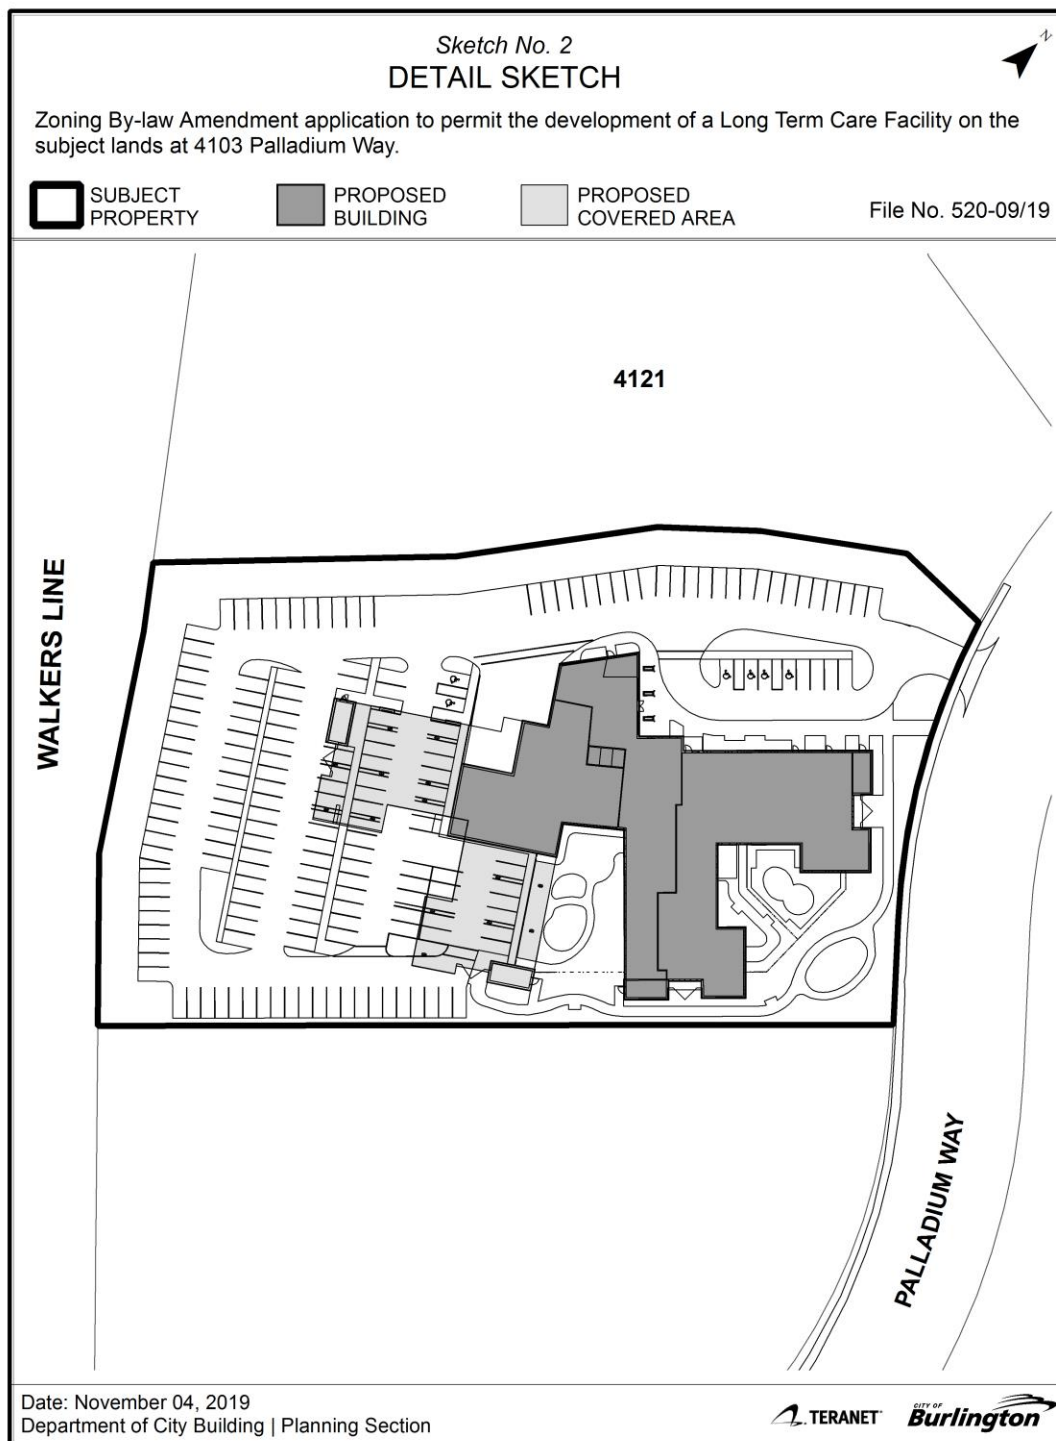 Sketch No. 2
DETAIL SKETCH
N
Zoning By-law Amendment application to permit the development of a Long Term Care Facility on the
subject lands at 4103 Palladium Way.
SUBJECT
PROPERTY
PROPOSED
BUILDING
PROPOSED
COVERED AREA
File No. 520-09/19
4121
WALKERS LINE
PALLADIUM WAY
Date: November 04, 2019
Department of City Building | Planning Section
TERANET
CITY OF
Burlington